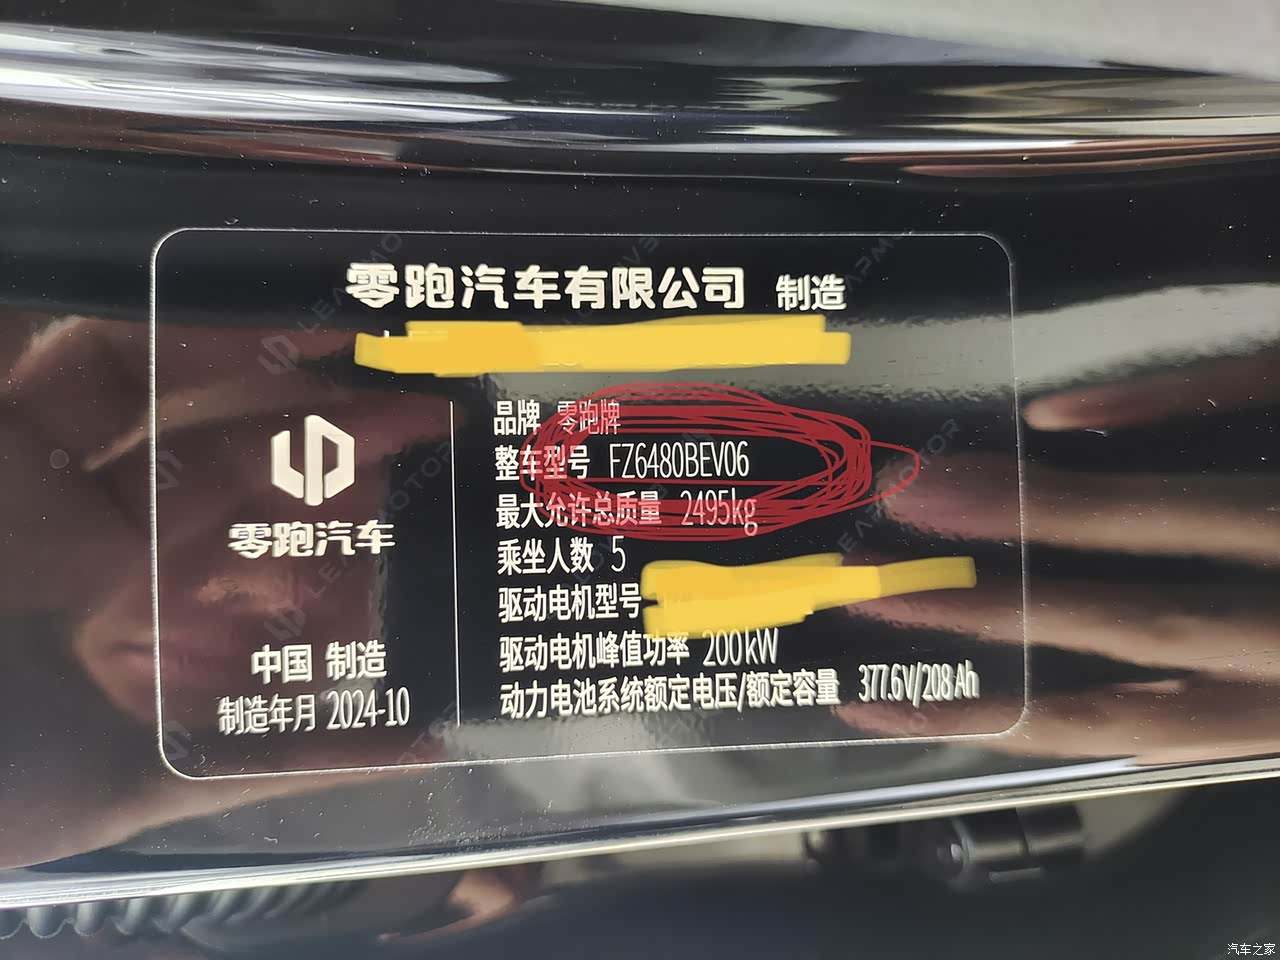 零跑汽车有限公司 制造
品牌 零跑牌
整车型号 FZ6480BEV06
最大允许总质量 2495kg
乘坐人数 5
驱动电机型号
驱动电机峰值功率 200kW
动力电池系统额定电压/额定容量 377.6V/208Ah
零跑汽车
中国 制造
制造年月 2024-10
LEAPMOTOR
汽车之家